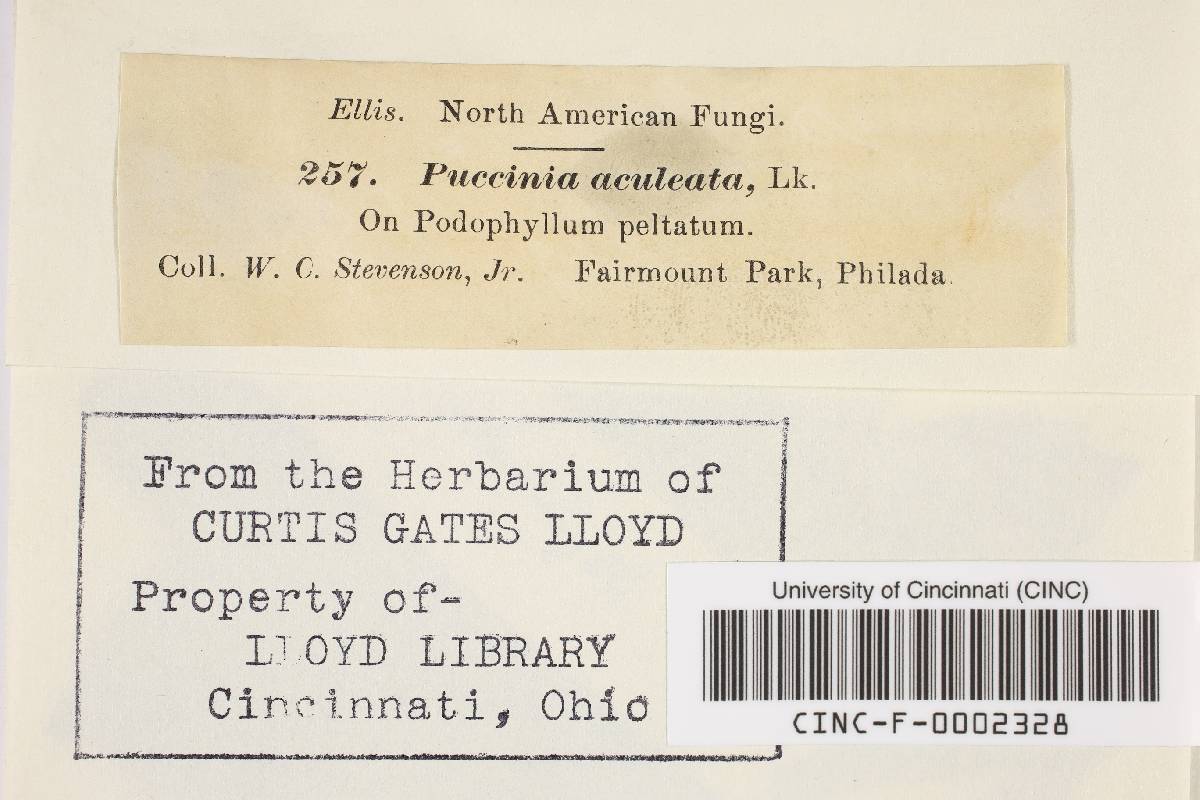 Ellis. North American Fungi.
257. Puccinia aculeata, Lk.
On Podophyllum peltatum.
Coll. W. C. Stevenson, Jr. Fairmount Park, Philada.
From the Herbarium of
CURTIS GATES LLOYD
Property of-
LLOYD LIBRARY
Cincinnati, Ohio
University of Cincinnati (CINC)
CINC-F-0002328